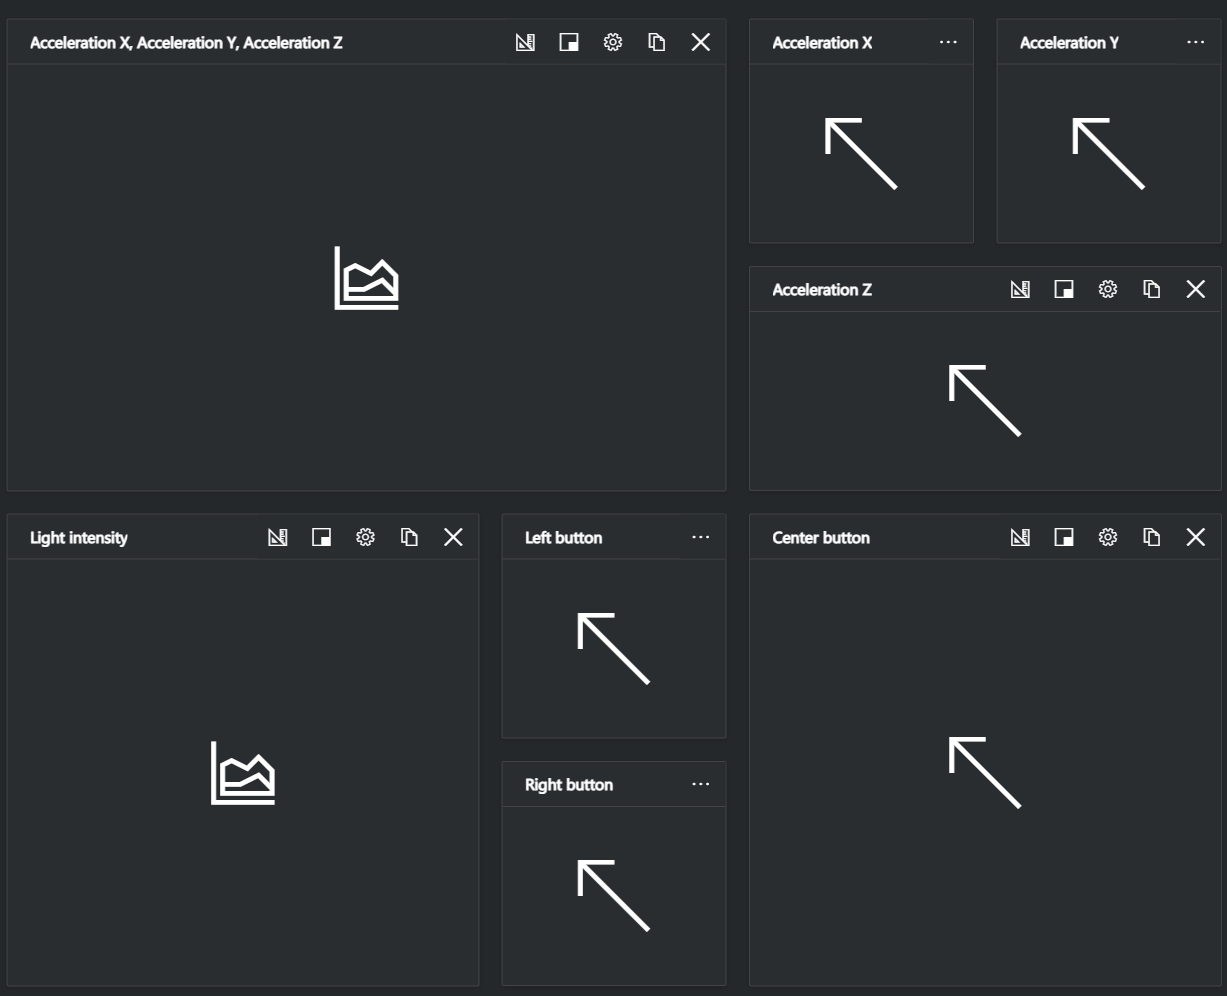 Acceleration X, Acceleration Y, Acceleration Z
Acceleration X
Acceleration Y
Acceleration Z
Light intensity
Left button
Center button
Right button